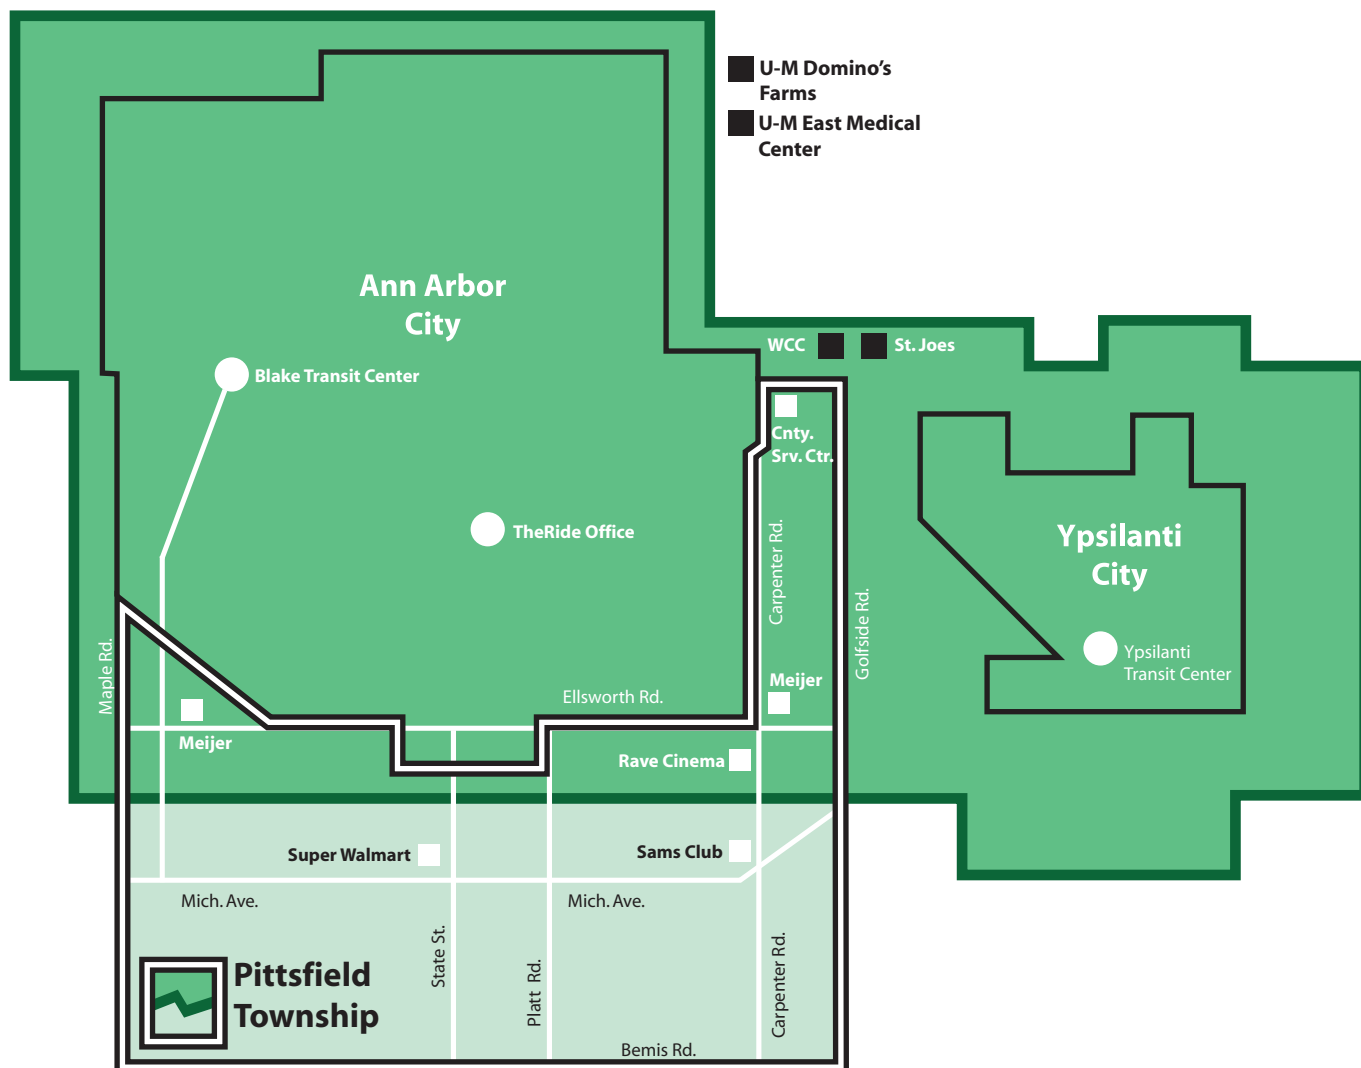 U-M Domino's
Farms
U-M East Medical
Center
Ann Arbor
City
WCC
St. Joes
Blake Transit Center
Cnty.
Srv. Ctr.
TheRide Office
Carpenter Rd.
Golfside Rd.
Ypsilanti
City
Ypsilanti
Transit Center
Maple Rd.
Ellsworth Rd.
Meijer
Meijer
Rave Cinema
Super Walmart
Sams Club
Mich. Ave.
Mich. Ave.
State St.
Platt Rd.
Carpenter Rd.
Pittsfield
Township
Bemis Rd.